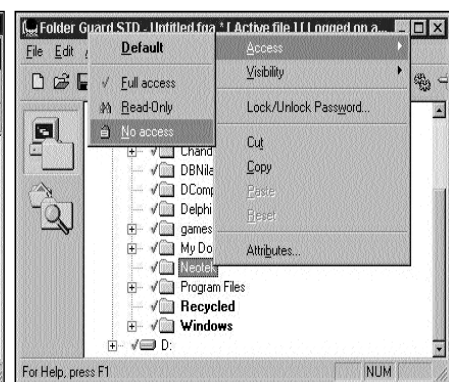 Folder Guard STD - Untitled.fga * [ Active file ] [ Logged on a...
File Edit
Default
Full access
Read-Only
No access
Access
Visibility
Lock/Unlock Password...
Cut
Copy
Paste
Reset
Attributes...
Chand
DBNila
DComp
Delphi
games
My Do
Neotek
Program Files
Recycled
Windows
D:
For Help, press F1
NUM